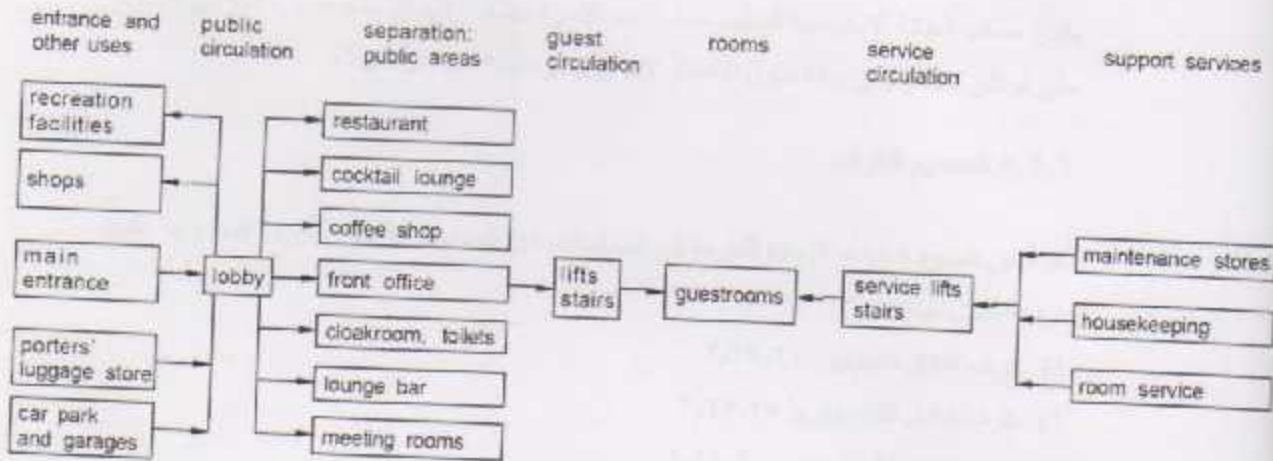 entrance and
other uses
public
circulation
separation:
public areas
guest
circulation
rooms
service
circulation
support services
recreation
facilities
shops
main
entrance
porters'
luggage store
car park
and garages
lobby
restaurant
cocktail lounge
coffee shop
front office
cloakroom, toilets
lounge bar
meeting rooms
lifts
stairs
guestrooms
service lifts
stairs
maintenance stores
housekeeping
room service